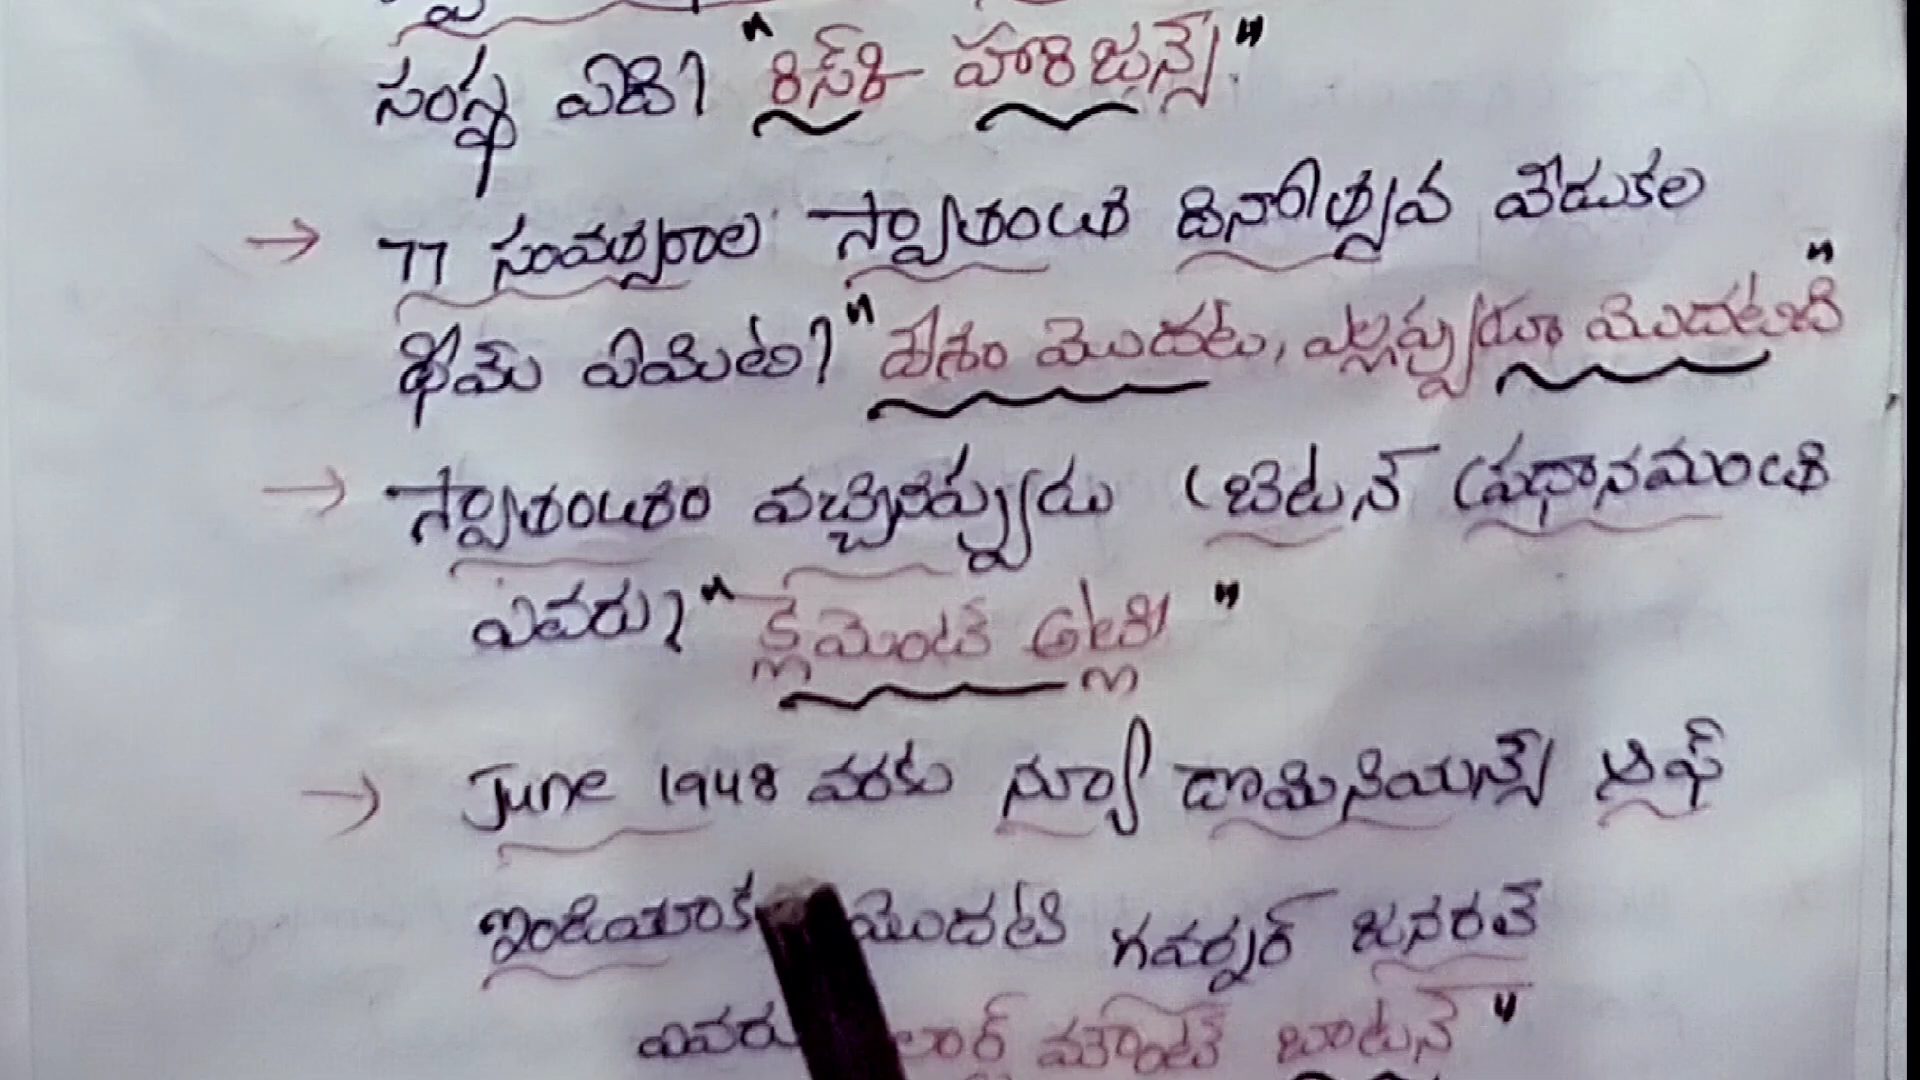 సంస్థ ఏది? "రిస్క్ హారిజన్స్"
→ 77 సంవత్సరాల స్వాతంత్ర దినోత్సవ వేడుకల
థీమ్ ఏమిటి? "దేశం మొదట, ఎల్లప్పుడూ మొదటిది"
→ స్వాతంత్రం వచ్చినప్పుడు బ్రిటన్ ప్రధానమంత్రి
ఎవరు? "క్లెమెంట్ అట్లీ"
→ June 1948 వరకు న్యూ డొమినియన్స్ ఆఫ్
ఇండియాకి మొదటి గవర్నర్ జనరల్
ఎవరు లార్డ్ మౌంట్ బాటన్"